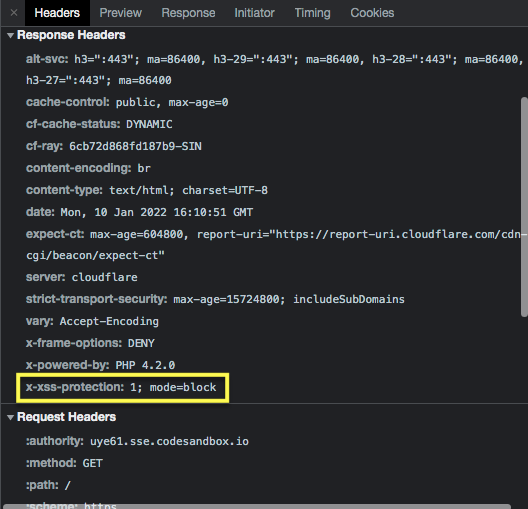 × Headers Preview Response Initiator Timing Cookies
▼ Response Headers
alt-svc: h3=":443"; ma=86400, h3-29=":443"; ma=86400, h3-28=":443"; ma=86400,
h3-27=":443"; ma=86400
cache-control: public, max-age=0
cf-cache-status: DYNAMIC
cf-ray: 6cb72d868fd187b9-SIN
content-encoding: br
content-type: text/html; charset=UTF-8
date: Mon, 10 Jan 2022 16:10:51 GMT
expect-ct: max-age=604800, report-uri="https://report-uri.cloudflare.com/cdn-
cgi/beacon/expect-ct"
server: cloudflare
strict-transport-security: max-age=15724800; includeSubDomains
vary: Accept-Encoding
x-frame-options: DENY
x-powered-by: PHP 4.2.0
x-xss-protection: 1; mode=block
▼ Request Headers
:authority: uye61.sse.codesandbox.io
:method: GET
:path: /
:scheme: https